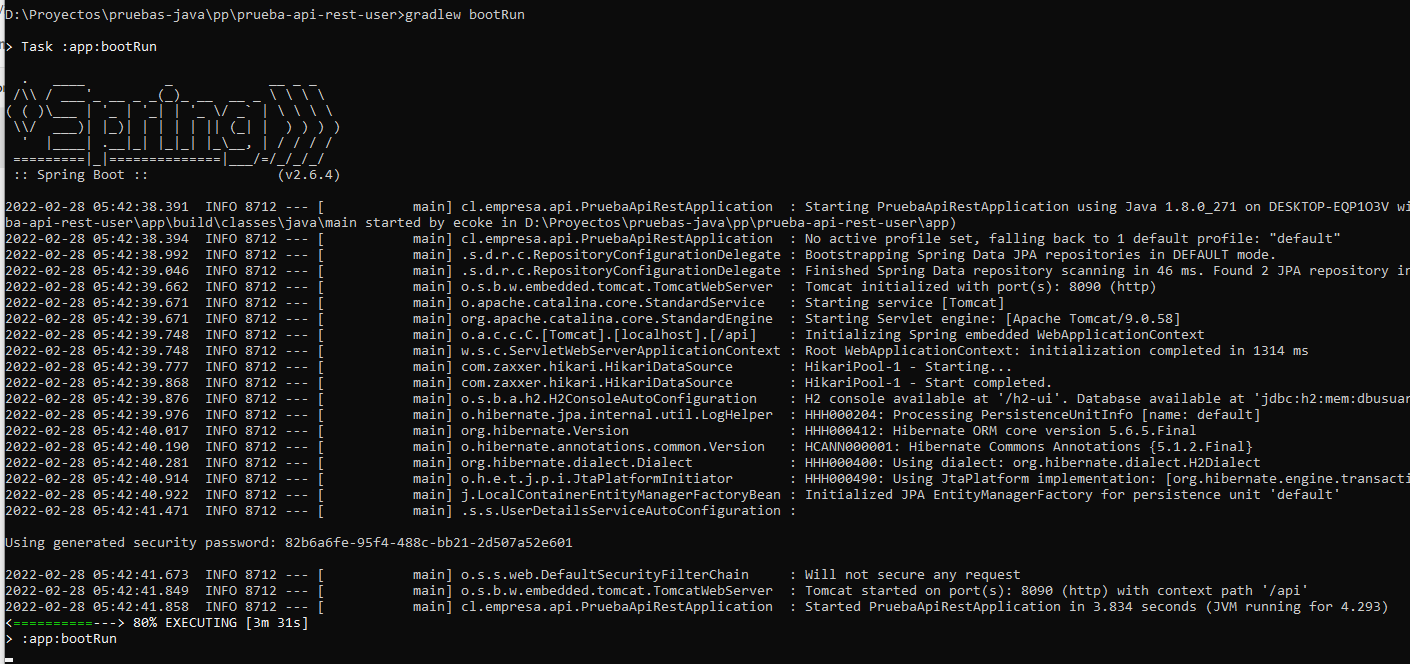 D:\Proyectos\pruebas-java\pp\prueba-api-rest-user>gradlew bootRun
> Task :app:bootRun
  .   ____          _            __ _ _
 /\\ / ___'_ __ _ _(_)_ __  __ _ \ \ \ \
( ( )\___ | '_ | '_| | '_ \/ _` | \ \ \ \
 \\/  ___)| |_)| | | | | || (_| |  ) ) ) )
  '  |____| .__|_| |_|_| |_\__, | / / / /
 =========|_|==============|___/=/_/_/_/
 :: Spring Boot ::                (v2.6.4)
2022-02-28 05:42:38.391  INFO 8712 --- [           main] cl.empresa.api.PruebaApiRestApplication  : Starting PruebaApiRestApplication using Java 1.8.0_271 on DESKTOP-EQP1O3V wi
ba-api-rest-user\app\build\classes\java\main started by ecoke in D:\Proyectos\pruebas-java\pp\prueba-api-rest-user\app)
2022-02-28 05:42:38.394  INFO 8712 --- [           main] cl.empresa.api.PruebaApiRestApplication  : No active profile set, falling back to 1 default profile: "default"
2022-02-28 05:42:38.992  INFO 8712 --- [           main] .s.d.r.c.RepositoryConfigurationDelegate : Bootstrapping Spring Data JPA repositories in DEFAULT mode.
2022-02-28 05:42:39.046  INFO 8712 --- [           main] .s.d.r.c.RepositoryConfigurationDelegate : Finished Spring Data repository scanning in 46 ms. Found 2 JPA repository in
2022-02-28 05:42:39.662  INFO 8712 --- [           main] o.s.b.w.embedded.tomcat.TomcatWebServer  : Tomcat initialized with port(s): 8090 (http)
2022-02-28 05:42:39.671  INFO 8712 --- [           main] o.apache.catalina.core.StandardService   : Starting service [Tomcat]
2022-02-28 05:42:39.671  INFO 8712 --- [           main] org.apache.catalina.core.StandardEngine  : Starting Servlet engine: [Apache Tomcat/9.0.58]
2022-02-28 05:42:39.748  INFO 8712 --- [           main] o.a.c.c.C.[Tomcat].[localhost].[/api]    : Initializing Spring embedded WebApplicationContext
2022-02-28 05:42:39.748  INFO 8712 --- [           main] w.s.c.ServletWebServerApplicationContext : Root WebApplicationContext: initialization completed in 1314 ms
2022-02-28 05:42:39.777  INFO 8712 --- [           main] com.zaxxer.hikari.HikariDataSource       : HikariPool-1 - Starting...
2022-02-28 05:42:39.868  INFO 8712 --- [           main] com.zaxxer.hikari.HikariDataSource       : HikariPool-1 - Start completed.
2022-02-28 05:42:39.876  INFO 8712 --- [           main] o.s.b.a.h2.H2ConsoleAutoConfiguration    : H2 console available at '/h2-ui'. Database available at 'jdbc:h2:mem:dbusuar
2022-02-28 05:42:39.976  INFO 8712 --- [           main] o.hibernate.jpa.internal.util.LogHelper  : HHH000204: Processing PersistenceUnitInfo [name: default]
2022-02-28 05:42:40.017  INFO 8712 --- [           main] org.hibernate.Version                    : HHH000412: Hibernate ORM core version 5.6.5.Final
2022-02-28 05:42:40.190  INFO 8712 --- [           main] o.hibernate.annotations.common.Version   : HCANN000001: Hibernate Commons Annotations {5.1.2.Final}
2022-02-28 05:42:40.281  INFO 8712 --- [           main] org.hibernate.dialect.Dialect            : HHH000400: Using dialect: org.hibernate.dialect.H2Dialect
2022-02-28 05:42:40.914  INFO 8712 --- [           main] o.h.e.t.j.p.i.JtaPlatformInitiator       : HHH000490: Using JtaPlatform implementation: [org.hibernate.engine.transacti
2022-02-28 05:42:40.922  INFO 8712 --- [           main] j.LocalContainerEntityManagerFactoryBean : Initialized JPA EntityManagerFactory for persistence unit 'default'
2022-02-28 05:42:41.471  INFO 8712 --- [           main] .s.s.UserDetailsServiceAutoConfiguration :
Using generated security password: 82b6a6fe-95f4-488c-bb21-2d507a52e601
2022-02-28 05:42:41.673  INFO 8712 --- [           main] o.s.s.web.DefaultSecurityFilterChain     : Will not secure any request
2022-02-28 05:42:41.849  INFO 8712 --- [           main] o.s.b.w.embedded.tomcat.TomcatWebServer  : Tomcat started on port(s): 8090 (http) with context path '/api'
2022-02-28 05:42:41.858  INFO 8712 --- [           main] cl.empresa.api.PruebaApiRestApplication  : Started PruebaApiRestApplication in 3.834 seconds (JVM running for 4.293)
<==========---> 80% EXECUTING [3m 31s]
> :app:bootRun